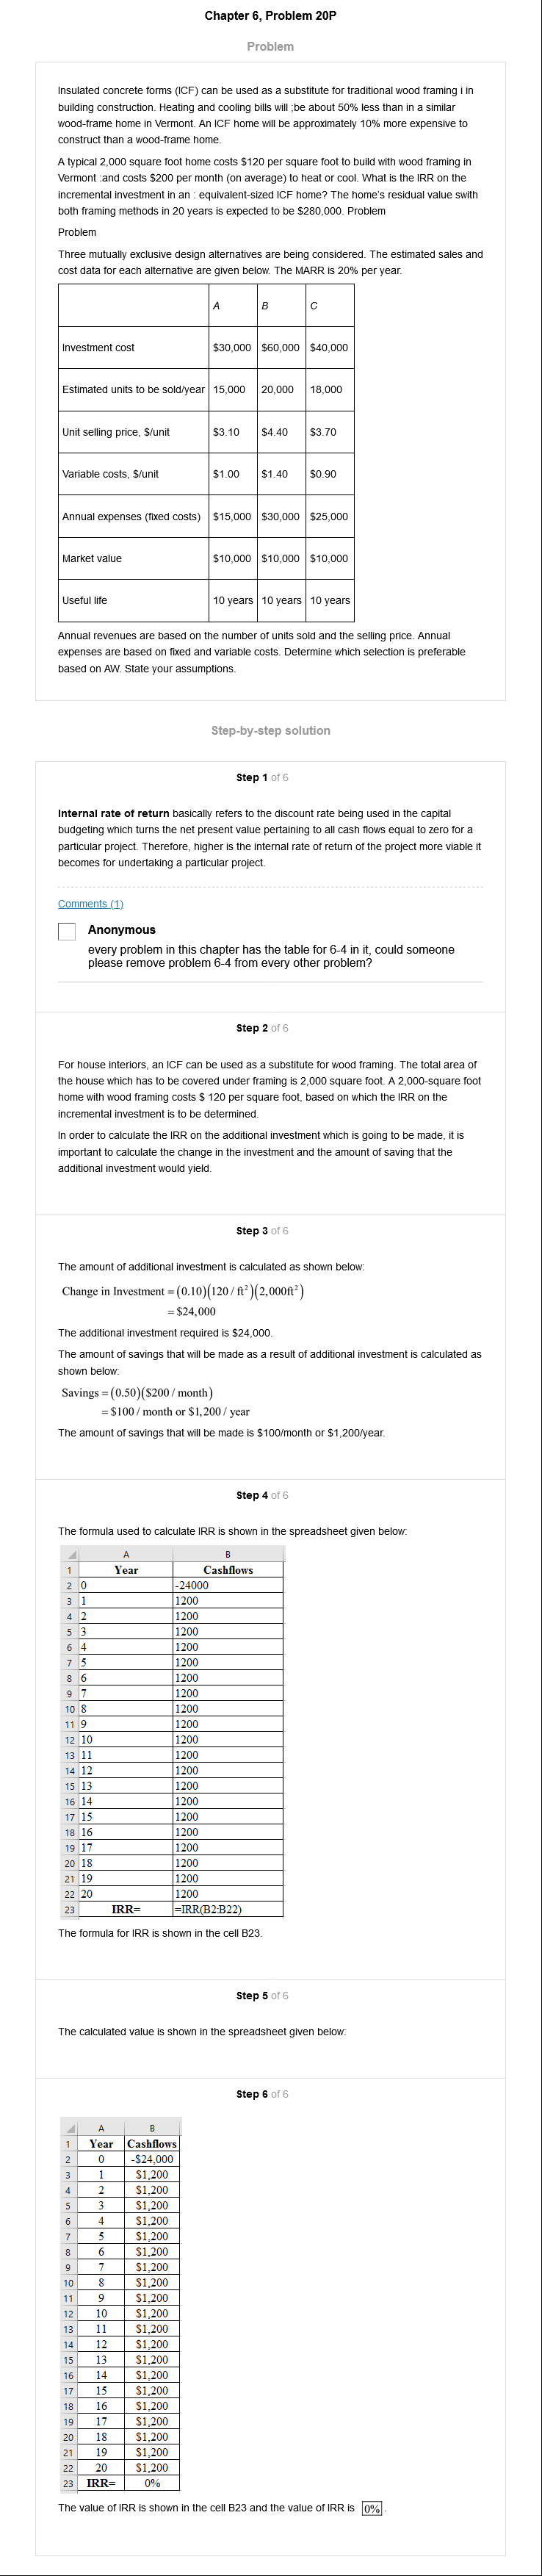 Chapter 6, Problem 20P
Problem
Insulated concrete forms (ICF) can be used as a substitute for traditional wood framing i in
building construction. Heating and cooling bills will ;be about 50% less than in a similar
wood-frame home in Vermont. An ICF home will be approximately 10% more expensive to
construct than a wood-frame home.
A typical 2,000 square foot home costs $120 per square foot to build with wood framing in
Vermont :and costs $200 per month (on average) to heat or cool. What is the IRR on the
incremental investment in an : equivalent-sized ICF home? The home's residual value swith
both framing methods in 20 years is expected to be $280,000. Problem
Problem
Three mutually exclusive design alternatives are being considered. The estimated sales and
cost data for each alternative are given below. The MARR is 20% per year.
A B C
Investment cost $30,000 $60,000 $40,000
Estimated units to be sold/year 15,000 20,000 18,000
Unit selling price, $/unit $3.10 $4.40 $3.70
Variable costs, $/unit $1.00 $1.40 $0.90
Annual expenses (fixed costs) $15,000 $30,000 $25,000
Market value $10,000 $10,000 $10,000
Useful life 10 years 10 years 10 years
Annual revenues are based on the number of units sold and the selling price. Annual
expenses are based on fixed and variable costs. Determine which selection is preferable
based on AW. State your assumptions.
Step-by-step solution
Step 1 of 6
Internal rate of return basically refers to the discount rate being used in the capital
budgeting which turns the net present value pertaining to all cash flows equal to zero for a
particular project. Therefore, higher is the internal rate of return of the project more viable it
becomes for undertaking a particular project.
Comments (1)
Anonymous
every problem in this chapter has the table for 6-4 in it, could someone
please remove problem 6-4 from every other problem?
Step 2 of 6
For house interiors, an ICF can be used as a substitute for wood framing. The total area of
the house which has to be covered under framing is 2,000 square foot. A 2,000-square foot
home with wood framing costs $ 120 per square foot, based on which the IRR on the
incremental investment is to be determined.
In order to calculate the IRR on the additional investment which is going to be made, it is
important to calculate the change in the investment and the amount of saving that the
additional investment would yield.
Step 3 of 6
The amount of additional investment is calculated as shown below:
Change in Investment = (0.10)(120 / ft²)(2,000ft²)
= $24,000
The additional investment required is $24,000.
The amount of savings that will be made as a result of additional investment is calculated as
shown below:
Savings = (0.50)($200 / month)
= $100 / month or $1,200 / year
The amount of savings that will be made is $100/month or $1,200/year.
Step 4 of 6
The formula used to calculate IRR is shown in the spreadsheet given below:
A B
1 Year Cashflows
2 0 -24000
3 1 1200
4 2 1200
5 3 1200
6 4 1200
7 5 1200
8 6 1200
9 7 1200
10 8 1200
11 9 1200
12 10 1200
13 11 1200
14 12 1200
15 13 1200
16 14 1200
17 15 1200
18 16 1200
19 17 1200
20 18 1200
21 19 1200
22 20 1200
23 IRR= =IRR(B2:B22)
The formula for IRR is shown in the cell B23.
Step 5 of 6
The calculated value is shown in the spreadsheet given below:
Step 6 of 6
A B
1 Year Cashflows
2 0 -$24,000
3 1 $1,200
4 2 $1,200
5 3 $1,200
6 4 $1,200
7 5 $1,200
8 6 $1,200
9 7 $1,200
10 8 $1,200
11 9 $1,200
12 10 $1,200
13 11 $1,200
14 12 $1,200
15 13 $1,200
16 14 $1,200
17 15 $1,200
18 16 $1,200
19 17 $1,200
20 18 $1,200
21 19 $1,200
22 20 $1,200
23 IRR= 0%
The value of IRR is shown in the cell B23 and the value of IRR is 0% .